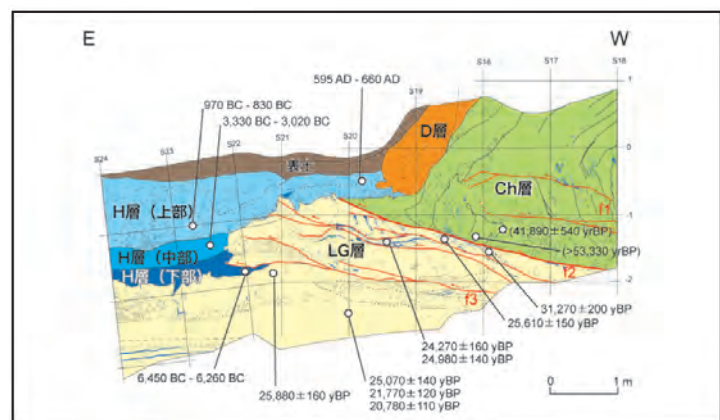 E
W
S18
S17
S16
S19
S20
S21
S22
S23
S24
595 AD - 660 AD
970 BC - 830 BC
3,330 BC - 3,020 BC
1
0
-1
-2
表土
D層
Ch層
H層（上部）
H層（中部）
H層（下部）
LG層
f1
f2
f3
(41,890±540 yrBP)
(>53,330 yrBP)
31,270±200 yBP
25,610±150 yBP
24,270±160 yBP
24,980±140 yBP
6,450 BC - 6,260 BC
25,880±160 yBP
25,070±140 yBP
21,770±120 yBP
20,780±110 yBP
0
1 m